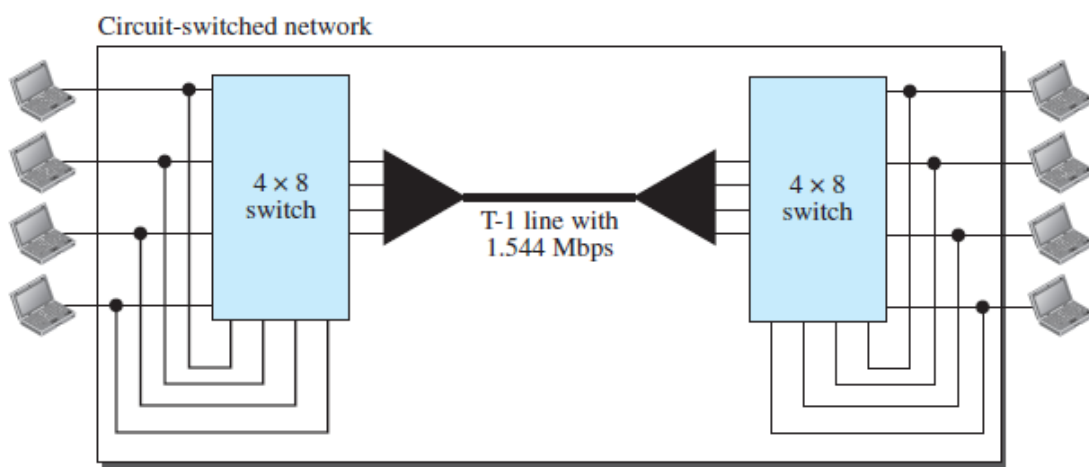 Circuit-switched network
4 × 8
switch
T-1 line with
1.544 Mbps
4 × 8
switch